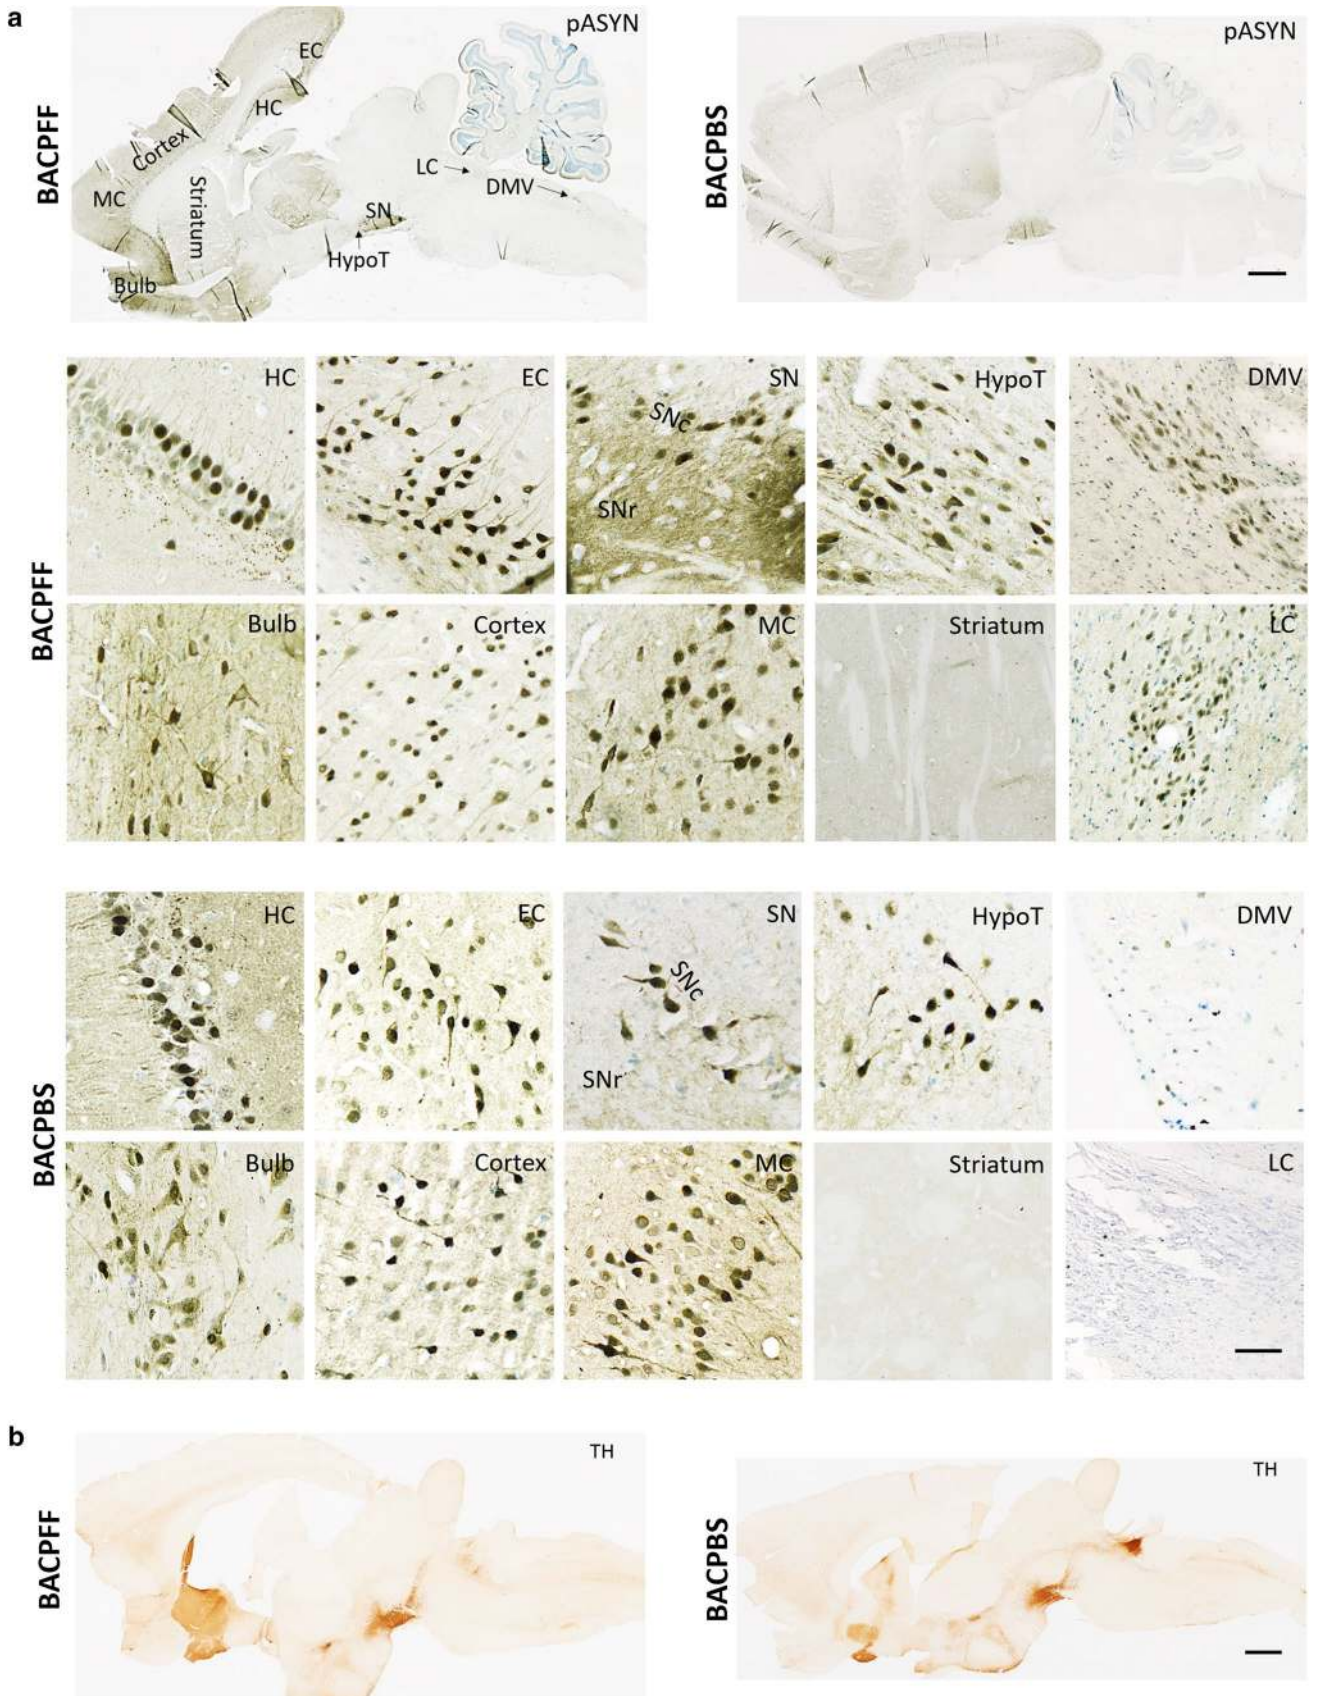 a
BACPFF
pASYN
EC
HC
Cortex
MC
Striatum
LC
DMV
SN
HypoT
Bulb
BACPBS
pASYN
BACPFF
HC
EC
SN
SNc
SNr
HypoT
DMV
Bulb
Cortex
MC
Striatum
LC
BACPBS
HC
EC
SN
SNc
SNr
HypoT
DMV
Bulb
Cortex
MC
Striatum
LC
b
BACPFF
TH
BACPBS
TH